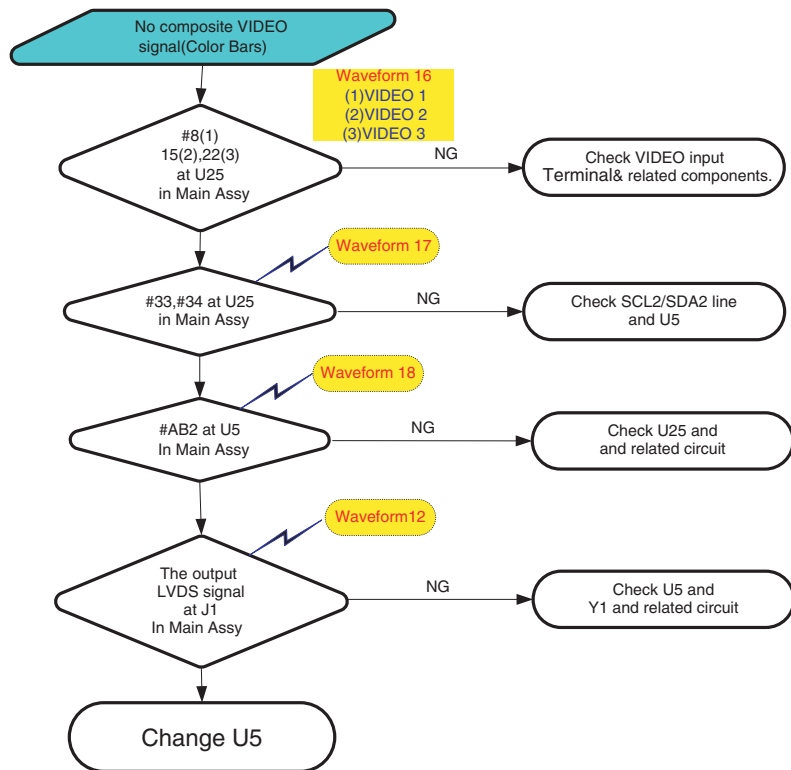 No composite VIDEO
signal(Color Bars)
Waveform 16
(1)VIDEO 1
(2)VIDEO 2
(3)VIDEO 3
#8(1)
15(2),22(3)
at U25
in Main Assy
NG
Check VIDEO input
Terminal& related components.
Waveform 17
#33,#34 at U25
in Main Assy
NG
Check SCL2/SDA2 line
and U5
Waveform 18
#AB2 at U5
In Main Assy
NG
Check U25 and
and related circuit
Waveform12
The output
LVDS signal
at J1
In Main Assy
NG
Check U5 and
Y1 and related circuit
Change U5